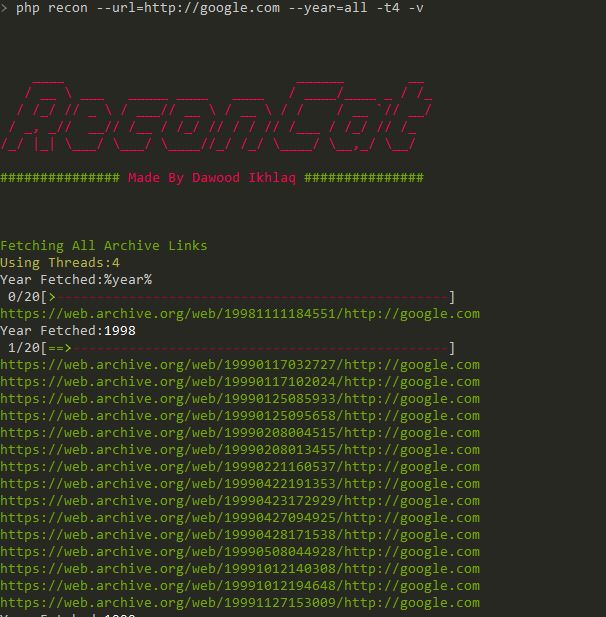 > php recon --url=http://google.com --year=all -t4 -v
ReconCat
############### Made By Dawood Ikhlaq ###############
Fetching All Archive Links
Using Threads:4
Year Fetched:%year%
0/20[>------------------------------------------------]
https://web.archive.org/web/19981111184551/http://google.com
Year Fetched:1998
1/20[==>-----------------------------------------------]
https://web.archive.org/web/19990117032727/http://google.com
https://web.archive.org/web/19990117102024/http://google.com
https://web.archive.org/web/19990125085933/http://google.com
https://web.archive.org/web/19990125095658/http://google.com
https://web.archive.org/web/19990208004515/http://google.com
https://web.archive.org/web/19990208013455/http://google.com
https://web.archive.org/web/19990221160537/http://google.com
https://web.archive.org/web/19990422191353/http://google.com
https://web.archive.org/web/19990423172929/http://google.com
https://web.archive.org/web/19990427094925/http://google.com
https://web.archive.org/web/19990428171538/http://google.com
https://web.archive.org/web/19990508044928/http://google.com
https://web.archive.org/web/19991012140308/http://google.com
https://web.archive.org/web/19991012194648/http://google.com
https://web.archive.org/web/19991127153009/http://google.com